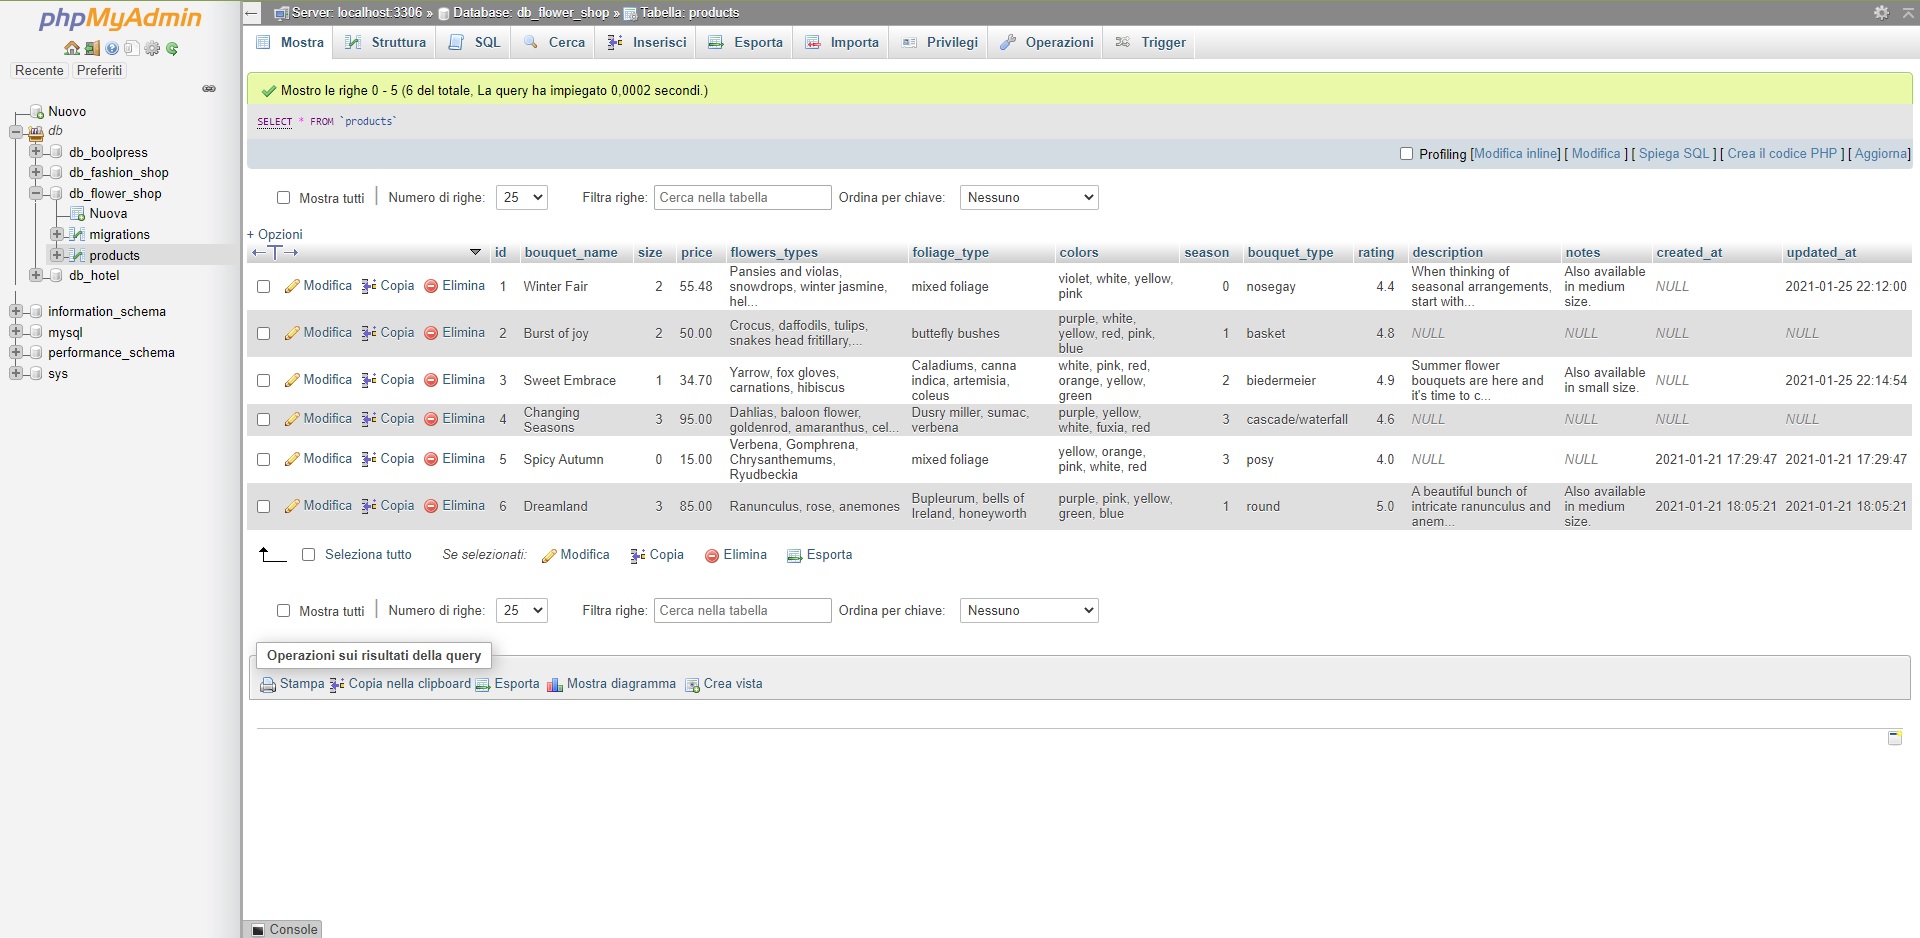 phpMyAdmin
Recente Preferiti
Nuovo
db
db_boolpress
db_fashion_shop
db_flower_shop
Nuova
migrations
products
db_hotel
information_schema
mysql
performance_schema
sys
Server: localhost:3306 » Database: db_flower_shop » Tabella: products
Mostra Struttura SQL Cerca Inserisci Esporta Importa Privilegi Operazioni Trigger
Mostro le righe 0 - 5 (6 del totale, La query ha impiegato 0,0002 secondi.)
SELECT * FROM `products`
Profiling [Modifica inline] [ Modifica ] [ Spiega SQL ] [ Crea il codice PHP ] [ Aggiorna]
Mostra tutti Numero di righe: 25 Filtra righe: Cerca nella tabella Ordina per chiave: Nessuno
+ Opzioni
←T→ id bouquet_name size price flowers_types foliage_type colors season bouquet_type rating description notes created_at updated_at
Modifica Copia Elimina 1 Winter Fair 2 55.48 Pansies and violas, snowdrops, winter jasmine, hel... mixed foliage violet, white, yellow, pink 0 nosegay 4.4 When thinking of seasonal arrangements, start with... Also available in medium size. NULL 2021-01-25 22:12:00
Modifica Copia Elimina 2 Burst of joy 2 50.00 Crocus, daffodils, tulips, snakes head fritillary,... buttefly bushes purple, white, yellow, red, pink, blue 1 basket 4.8 NULL NULL NULL NULL
Modifica Copia Elimina 3 Sweet Embrace 1 34.70 Yarrow, fox gloves, carnations, hibiscus Caladiums, canna indica, artemisia, coleus white, pink, red, orange, yellow, green 2 biedermeier 4.9 Summer flower bouquets are here and it's time to c... Also available in small size. NULL 2021-01-25 22:14:54
Modifica Copia Elimina 4 Changing Seasons 3 95.00 Dahlias, baloon flower, goldenrod, amaranthus, cel... Dusry miller, sumac, verbena purple, yellow, white, fuxia, red 3 cascade/waterfall 4.6 NULL NULL NULL NULL
Modifica Copia Elimina 5 Spicy Autumn 0 15.00 Verbena, Gomphrena, Chrysanthemums, Ryudbeckia mixed foliage yellow, orange, pink, white, red 3 posy 4.0 NULL NULL 2021-01-21 17:29:47 2021-01-21 17:29:47
Modifica Copia Elimina 6 Dreamland 3 85.00 Ranunculus, rose, anemones Bupleurum, bells of Ireland, honeyworth purple, pink, yellow, green, blue 1 round 5.0 A beautiful bunch of intricate ranunculus and anem... Also available in medium size. 2021-01-21 18:05:21 2021-01-21 18:05:21
Seleziona tutto Se selezionati: Modifica Copia Elimina Esporta
Mostra tutti Numero di righe: 25 Filtra righe: Cerca nella tabella Ordina per chiave: Nessuno
Operazioni sui risultati della query
Stampa Copia nella clipboard Esporta Mostra diagramma Crea vista
Console